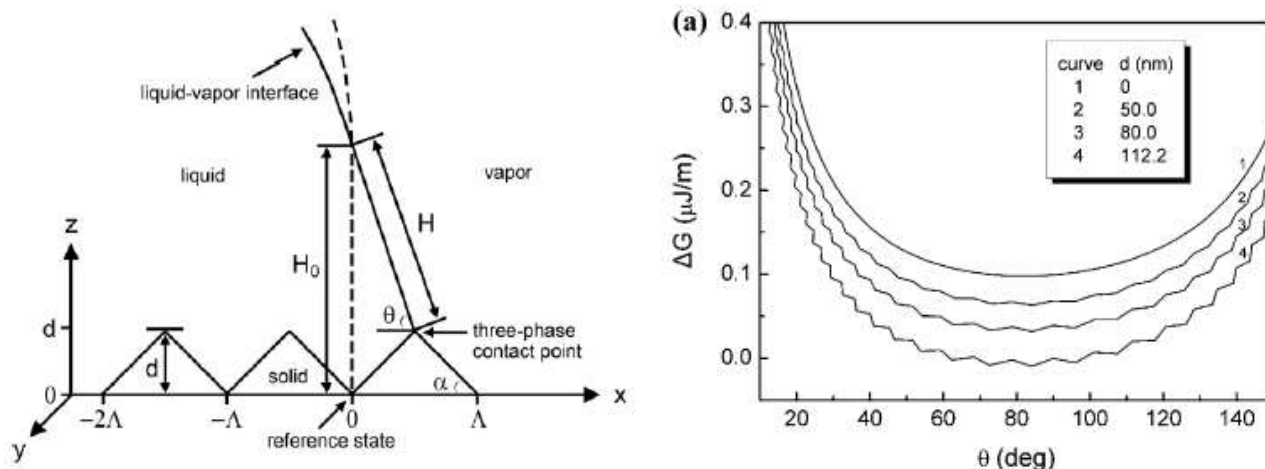 liquid-vapor interface
liquid
vapor
z
H₀
H
θ
three-phase contact point
d
d
solid
α
0
x
−2Λ
−Λ
0
Λ
y
reference state
(a)
0.4
0.3
0.2
0.1
0.0
ΔG (μJ/m)
curve d (nm)
1 0
2 50.0
3 80.0
4 112.2
1
2
3
4
20 40 60 80 100 120 140
θ (deg)